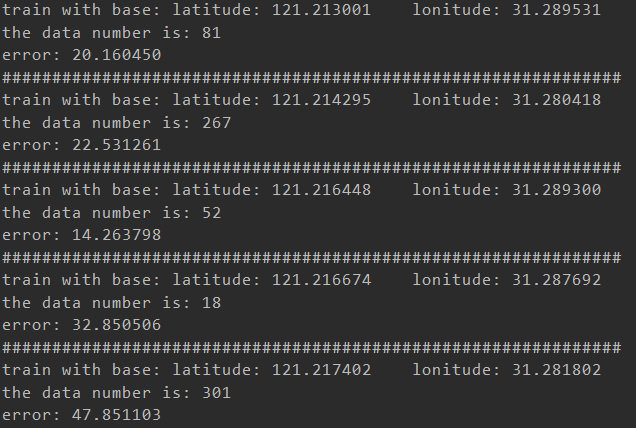 train with base: latitude: 121.213001    lonitude: 31.289531
the data number is: 81
error: 20.160450
##############################################################
train with base: latitude: 121.214295    lonitude: 31.280418
the data number is: 267
error: 22.531261
##############################################################
train with base: latitude: 121.216448    lonitude: 31.289300
the data number is: 52
error: 14.263798
##############################################################
train with base: latitude: 121.216674    lonitude: 31.287692
the data number is: 18
error: 32.850506
##############################################################
train with base: latitude: 121.217402    lonitude: 31.281802
the data number is: 301
error: 47.851103